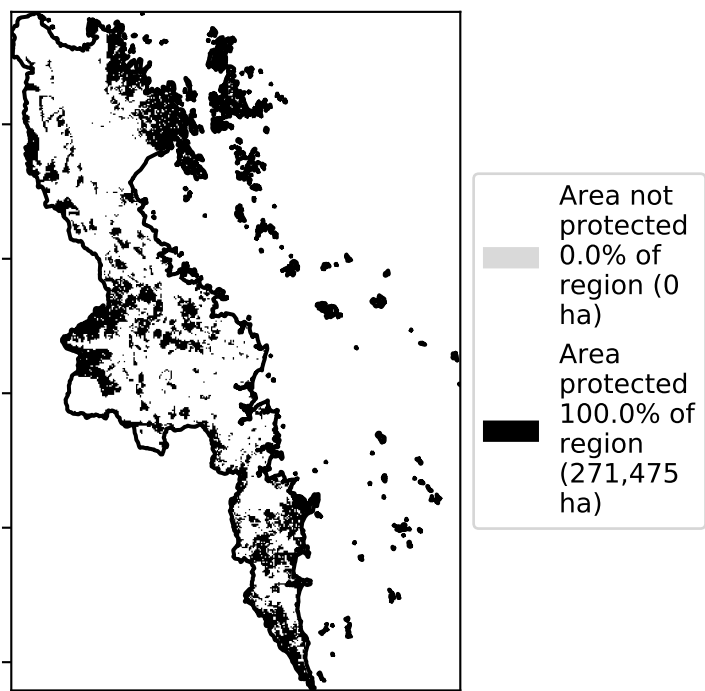 Area not
protected
0.0% of
region (0
ha)
Area
protected
100.0% of
region
(271,475
ha)